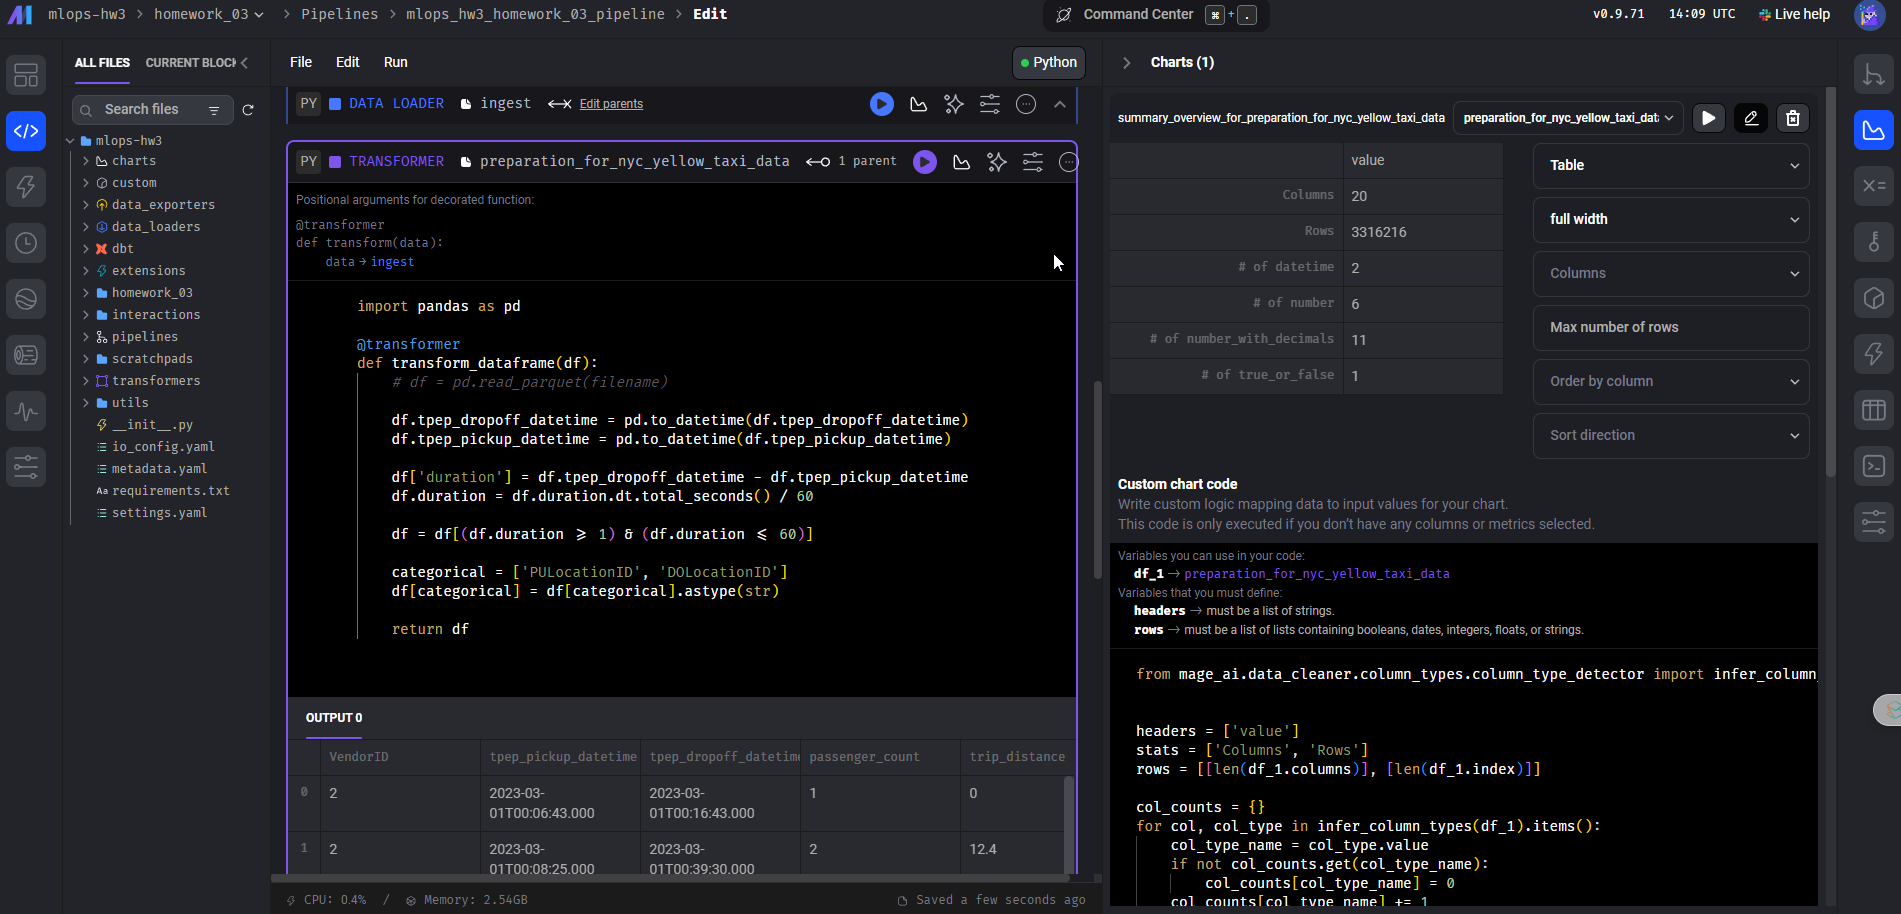 mlops-hw3 > homework_03 > Pipelines > mlops_hw3_homework_03_pipeline > Edit
Command Center ⌘ + .
v0.9.71 14:09 UTC Live help
ALL FILES CURRENT BLOCK
Search files
mlops-hw3
charts
custom
data_exporters
data_loaders
dbt
extensions
homework_03
interactions
pipelines
scratchpads
transformers
utils
__init__.py
io_config.yaml
metadata.yaml
Aa requirements.txt
settings.yaml
File Edit Run
Python
PY DATA LOADER ingest Edit parents
PY TRANSFORMER preparation_for_nyc_yellow_taxi_data 1 parent
Positional arguments for decorated function:
@transformer
def transform(data):
data → ingest
import pandas as pd
@transformer
def transform_dataframe(df):
# df = pd.read_parquet(filename)
df.tpep_dropoff_datetime = pd.to_datetime(df.tpep_dropoff_datetime)
df.tpep_pickup_datetime = pd.to_datetime(df.tpep_pickup_datetime)
df['duration'] = df.tpep_dropoff_datetime - df.tpep_pickup_datetime
df.duration = df.duration.dt.total_seconds() / 60
df = df[(df.duration ⩾ 1) & (df.duration ⩽ 60)]
categorical = ['PULocationID', 'DOLocationID']
df[categorical] = df[categorical].astype(str)
return df
OUTPUT 0
VendorID tpep_pickup_datetime tpep_dropoff_datetime passenger_count trip_distance
0 2 2023-03-01T00:06:43.000 2023-03-01T00:16:43.000 1 0
1 2 2023-03-01T00:08:25.000 2023-03-01T00:39:30.000 2 12.4
CPU: 0.4% / Memory: 2.54GB
Saved a few seconds ago
Charts (1)
summary_overview_for_preparation_for_nyc_yellow_taxi_data preparation_for_nyc_yellow_taxi_data
value
Columns 20
Rows 3316216
# of datetime 2
# of number 6
# of number_with_decimals 11
# of true_or_false 1
Table
full width
Columns
Max number of rows
Order by column
Sort direction
Custom chart code
Write custom logic mapping data to input values for your chart.
This code is only executed if you don't have any columns or metrics selected.
Variables you can use in your code:
df_1 → preparation_for_nyc_yellow_taxi_data
Variables that you must define:
headers → must be a list of strings.
rows → must be a list of lists containing booleans, dates, integers, floats, or strings.
from mage_ai.data_cleaner.column_types.column_type_detector import infer_column_
headers = ['value']
stats = ['Columns', 'Rows']
rows = [[len(df_1.columns)], [len(df_1.index)]]
col_counts = {}
for col, col_type in infer_column_types(df_1).items():
col_type_name = col_type.value
if not col_counts.get(col_type_name):
col_counts[col_type_name] = 0
col_counts[col_type_name] += 1